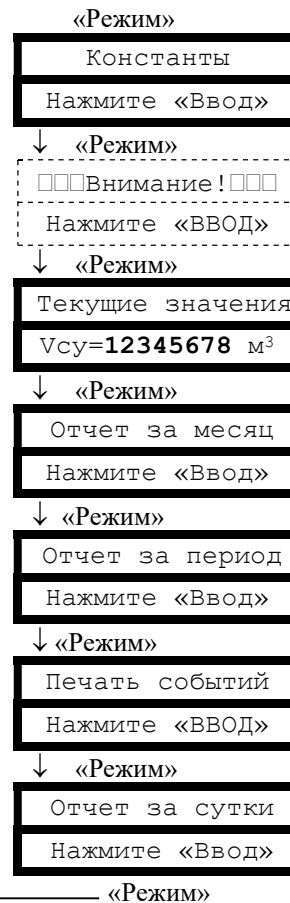 «Режим»
Константы
Нажмите «Ввод»
↓ «Режим»
□□□Внимание!□□□
Нажмите «ВВОД»
↓ «Режим»
Текущие значения
Vсу=12345678 м³
↓ «Режим»
Отчет за месяц
Нажмите «Ввод»
↓ «Режим»
Отчет за период
Нажмите «Ввод»
↓ «Режим»
Печать событий
Нажмите «ВВОД»
↓ «Режим»
Отчет за сутки
Нажмите «Ввод»
«Режим»